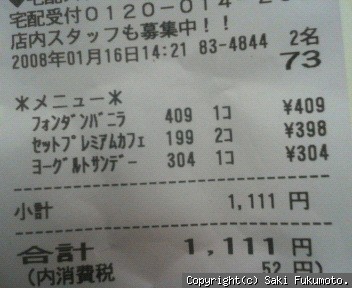 宅配受付0120-014-2
店内スタッフも募集中!!
2008年01月16日14:21 83-4844 2名
73
*メニュー*
フォンダンバニラ 409 1コ ¥409
セットプレミアムカフェ 199 2コ ¥398
ヨーグルトサンデー 304 1コ ¥304
小計 1,111 円
合計 1,111 円
(内消費税 52 円)
Copyright(c) Saki Fukumoto.